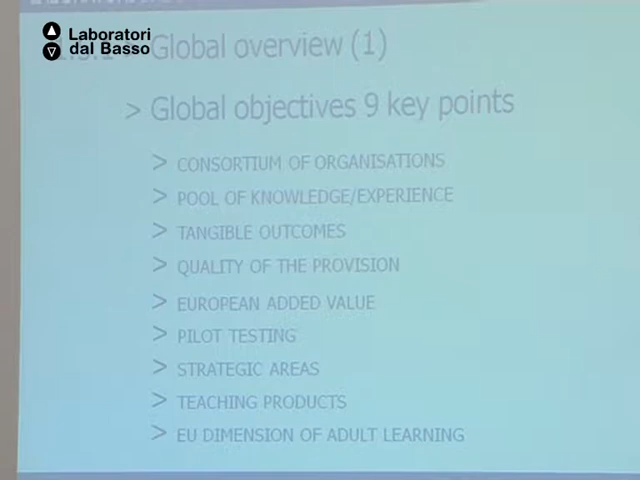 Laboratori
dal Basso
Global overview (1)
> Global objectives 9 key points
> CONSORTIUM OF ORGANISATIONS
> POOL OF KNOWLEDGE/EXPERIENCE
> TANGIBLE OUTCOMES
> QUALITY OF THE PROVISION
> EUROPEAN ADDED VALUE
> PILOT TESTING
> STRATEGIC AREAS
> TEACHING PRODUCTS
> EU DIMENSION OF ADULT LEARNING